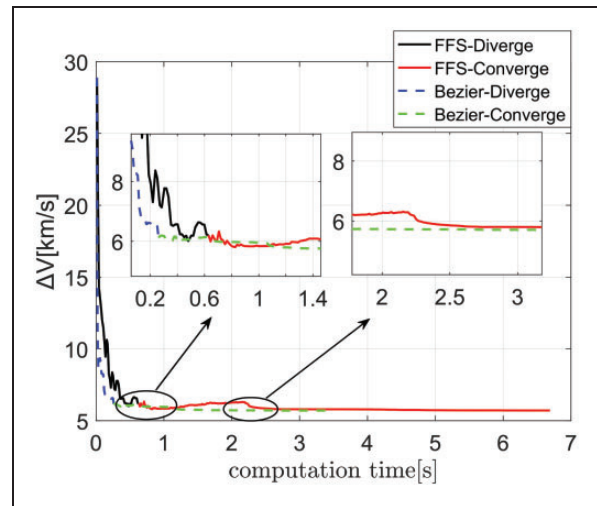 FFS-Diverge
FFS-Converge
Bezier-Diverge
Bezier-Converge
30
25
20
15
10
5
ΔV[km/s]
8
6
0.2 0.6 1 1.4
8
6
2 2.5 3
0 1 2 3 4 5 6 7
computation time[s]